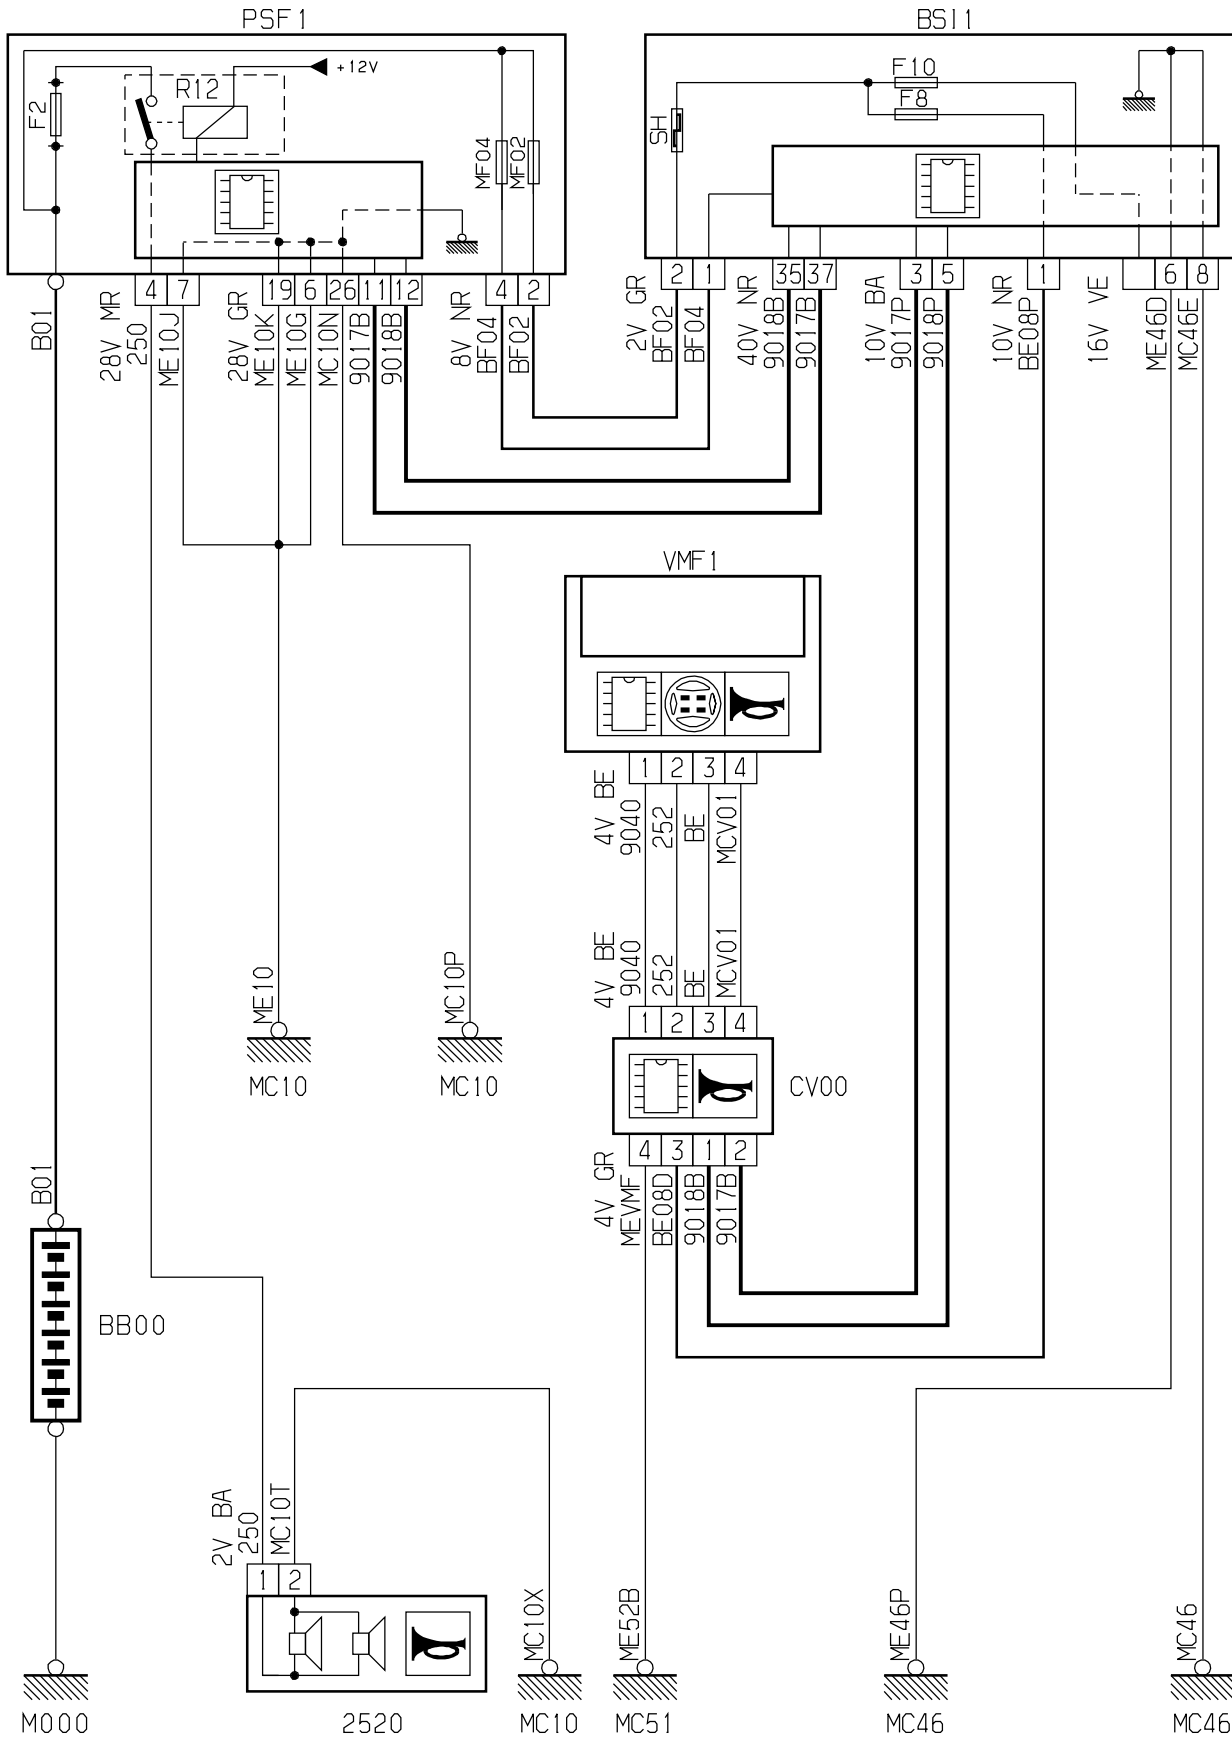 PSF1
BSI1
+12V
R12
F2
MF04
MF02
F10
F8
SH
4 7 19 6 26 11 12 4 2
2 1 35 37 3 5 1 6 8
B01
28V MR
250
ME10J
28V GR
ME10K
ME10G
MC10N
9017B
9018B
8V NR
BF04
BF02
2V GR
BF02
BF04
40V NR
9018B
9017B
10V BA
9017P
9018P
10V NR
BE08P
16V VE
ME46D
MC46E
VMF1
1 2 3 4
4V BE
9040
252
BE
MCV01
4V BE
9040
252
BE
MCV01
1 2 3 4
ME10
MC10P
MC10
MC10
CV00
4 3 1 2
4V GR
MEVMF
BE08D
9018B
9017B
B01
BB00
2V BA
250
MC10T
1 2
MC10X
ME52B
ME46P
MC46
M000
2520
MC10
MC51
MC46
MC46